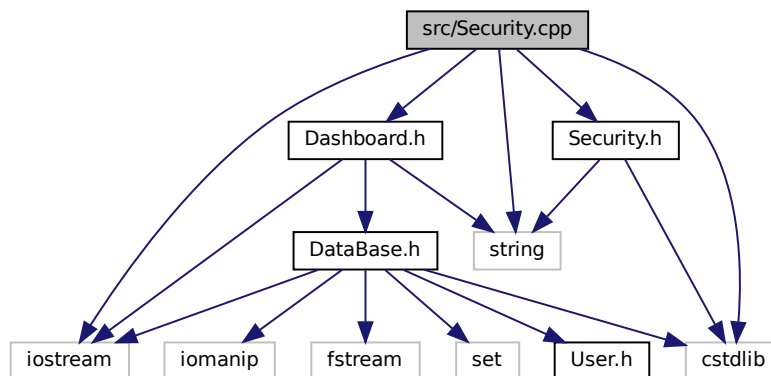 src/Security.cpp
Dashboard.h
Security.h
DataBase.h
string
iostream
iomanip
fstream
set
User.h
cstdlib